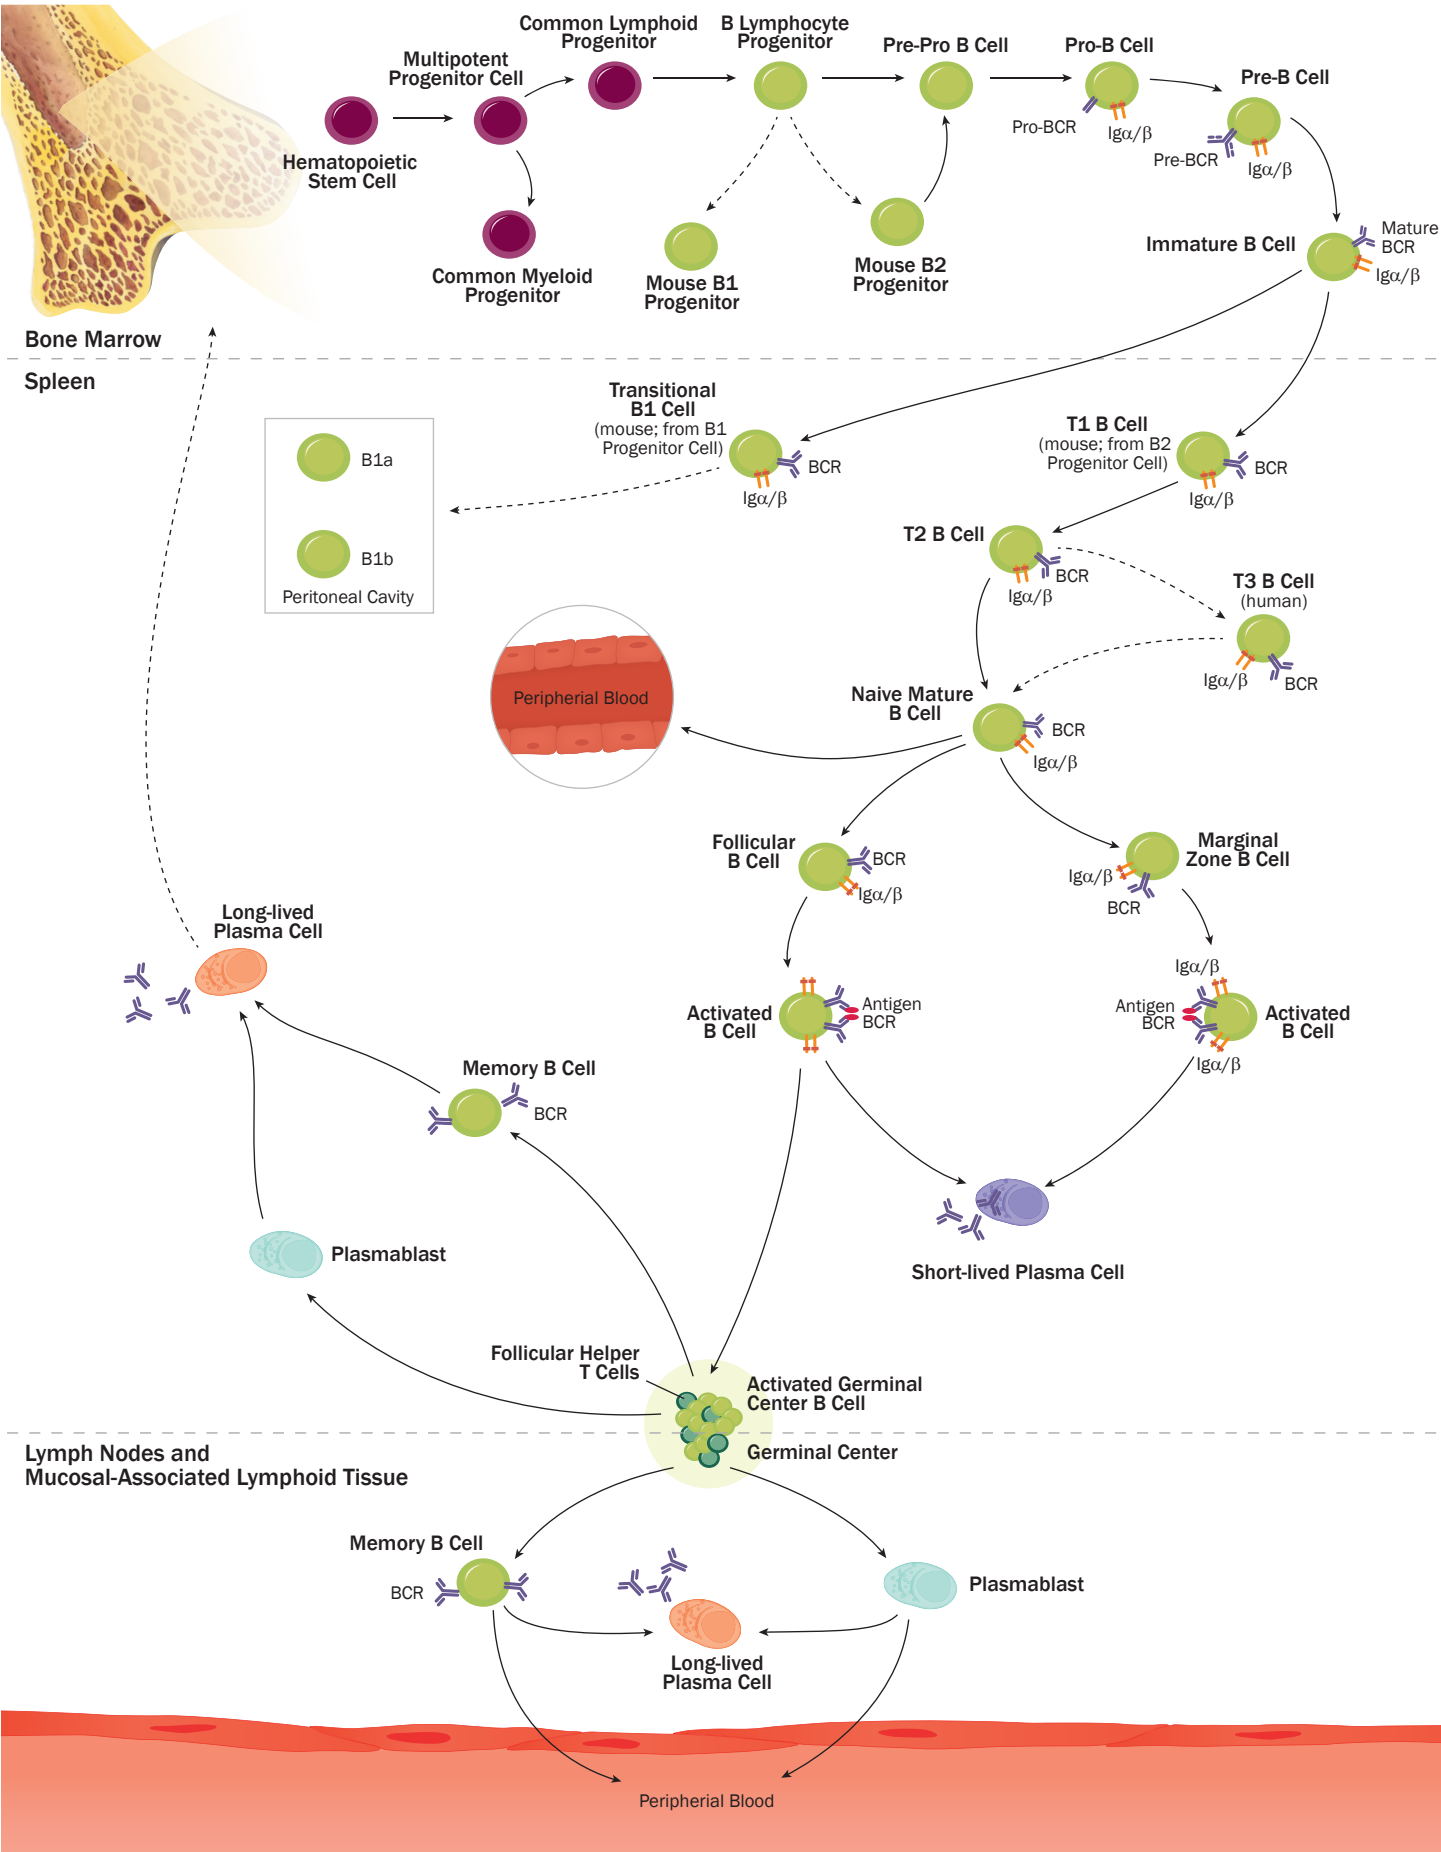 Common Lymphoid
Progenitor
B Lymphocyte
Progenitor
Pre-Pro B Cell
Pro-B Cell
Pre-B Cell
Multipotent
Progenitor Cell
Pro-BCR
Igα/β
Pre-BCR
Igα/β
Hematopoietic
Stem Cell
Mature
BCR
Igα/β
Immature B Cell
Common Myeloid
Progenitor
Mouse B1
Progenitor
Mouse B2
Progenitor
Bone Marrow
Spleen
Transitional
B1 Cell
(mouse; from B1
Progenitor Cell)
BCR
Igα/β
T1 B Cell
(mouse; from B2
Progenitor Cell)
BCR
Igα/β
B1a
B1b
Peritoneal Cavity
T2 B Cell
BCR
Igα/β
T3 B Cell
(human)
Igα/β
BCR
Peripherial Blood
Naive Mature
B Cell
BCR
Igα/β
Follicular
B Cell
BCR
Igα/β
Marginal
Zone B Cell
Igα/β
BCR
Long-lived
Plasma Cell
Activated
B Cell
Antigen
BCR
Igα/β
Antigen
BCR
Igα/β
Activated
B Cell
Memory B Cell
BCR
Plasmablast
Short-lived Plasma Cell
Follicular Helper
T Cells
Activated Germinal
Center B Cell
Germinal Center
Lymph Nodes and
Mucosal-Associated Lymphoid Tissue
Memory B Cell
BCR
Plasmablast
Long-lived
Plasma Cell
Peripherial Blood